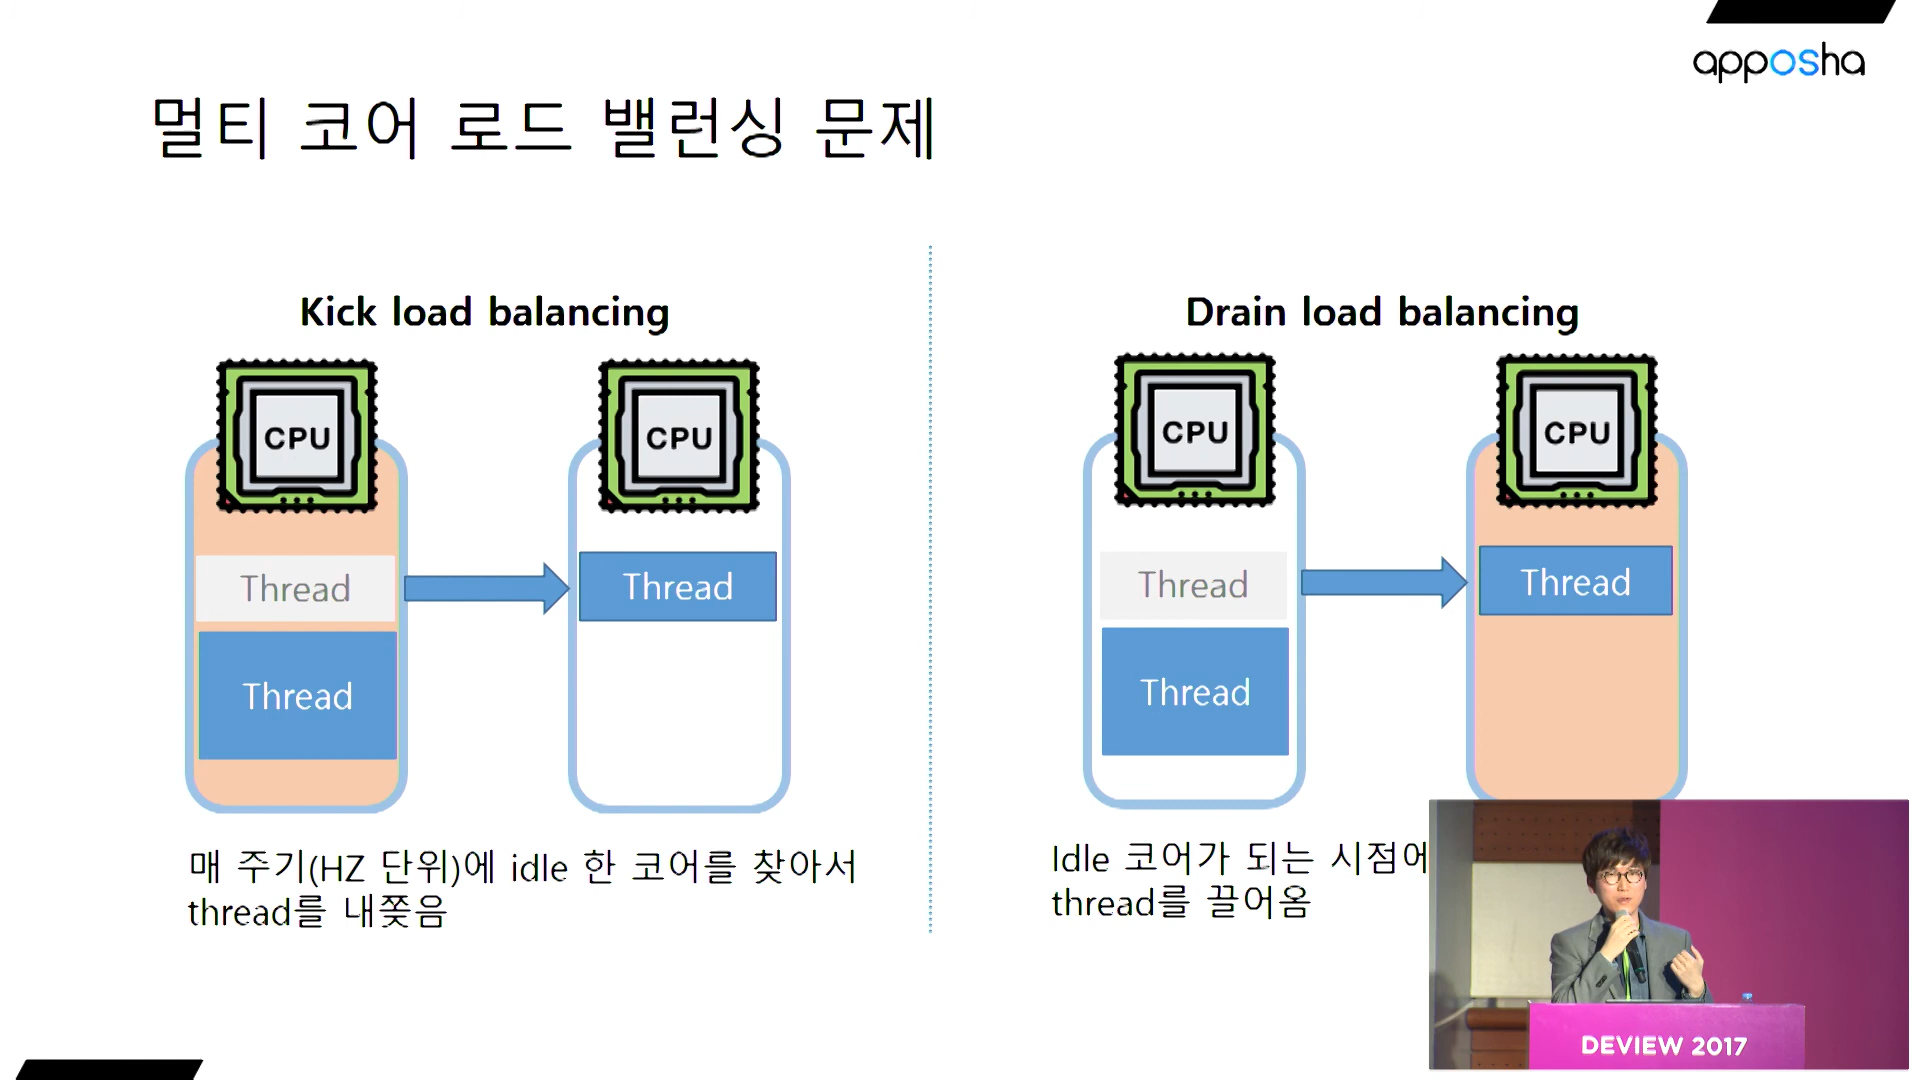 apposha
멀티 코어 로드 밸런싱 문제
Kick load balancing
CPU
CPU
Thread
Thread
Thread
매 주기(HZ 단위)에 idle 한 코어를 찾아서
thread를 내쫓음
Drain load balancing
CPU
CPU
Thread
Thread
Thread
Idle 코어가 되는 시점에
thread를 끌어옴
DEVIEW 2017